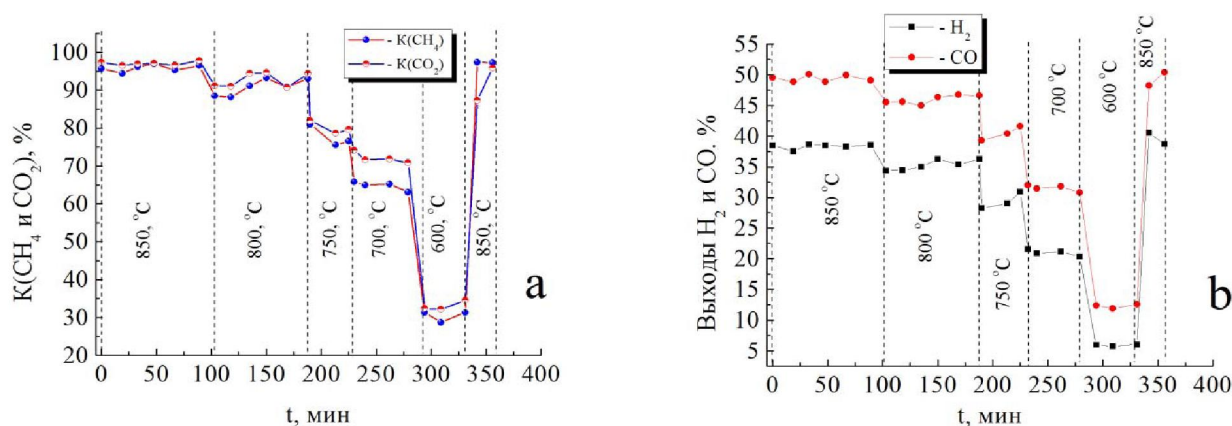 - К(CH4)
- К(CO2)
К(CH4 и CO2), %
100
90
80
70
60
50
40
30
20
850, °C
800, °C
750, °C
700, °C
600, °C
850, °C
a
0 50 100 150 200 250 300 350 400
t, мин
- H2
- CO
Выходы H2 и CO. %
55
50
45
40
35
30
25
20
15
10
5
850 °C
800 °C
750 °C
700 °C
600 °C
850 °C
b
0 50 100 150 200 250 300 350 400
t, мин